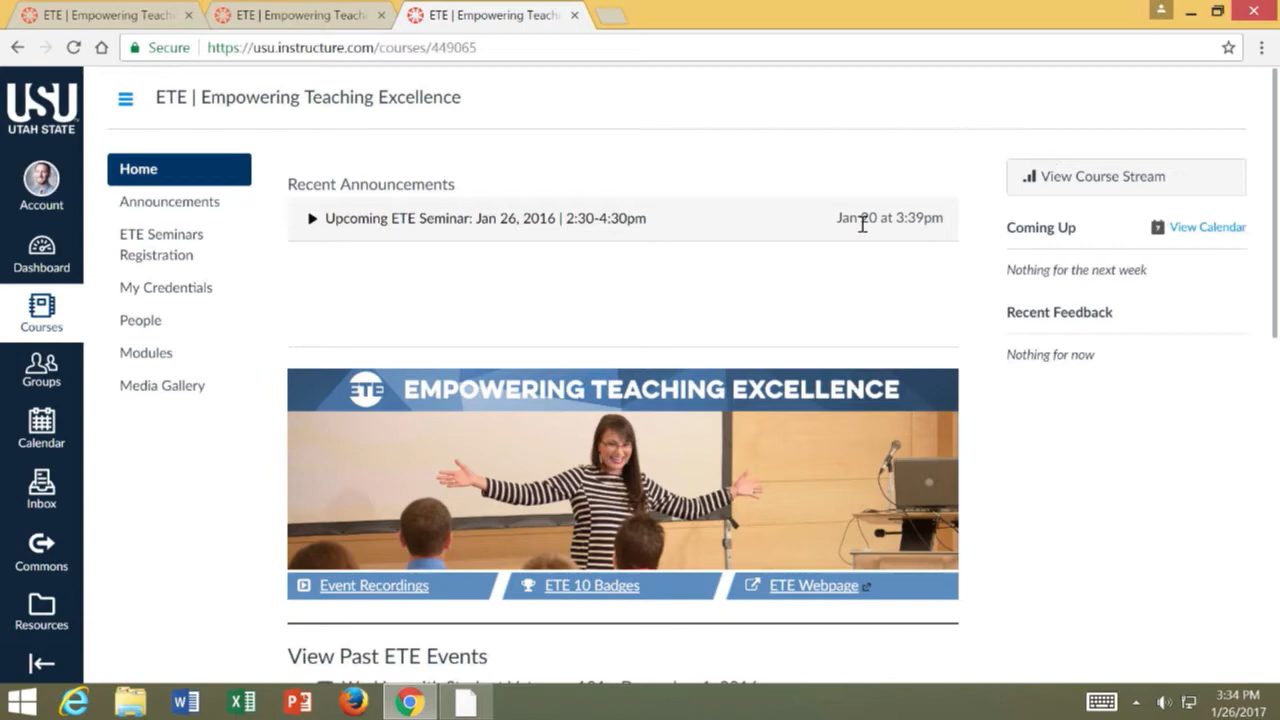 ETE | Empowering Teach
ETE | Empowering Teach
ETE | Empowering Teach
Secure
https://usu.instructure.com/courses/449065
USU
UTAH STATE
Account
Dashboard
Courses
Groups
Calendar
Inbox
Commons
Resources
ETE | Empowering Teaching Excellence
Home
Announcements
ETE Seminars
Registration
My Credentials
People
Modules
Media Gallery
Recent Announcements
Upcoming ETE Seminar: Jan 26, 2016 | 2:30-4:30pm
Jan 20 at 3:39pm
ETE EMPOWERING TEACHING EXCELLENCE
Event Recordings
ETE 10 Badges
ETE Webpage
View Past ETE Events
View Course Stream
Coming Up
View Calendar
Nothing for the next week
Recent Feedback
Nothing for now
3:34 PM
1/26/2017